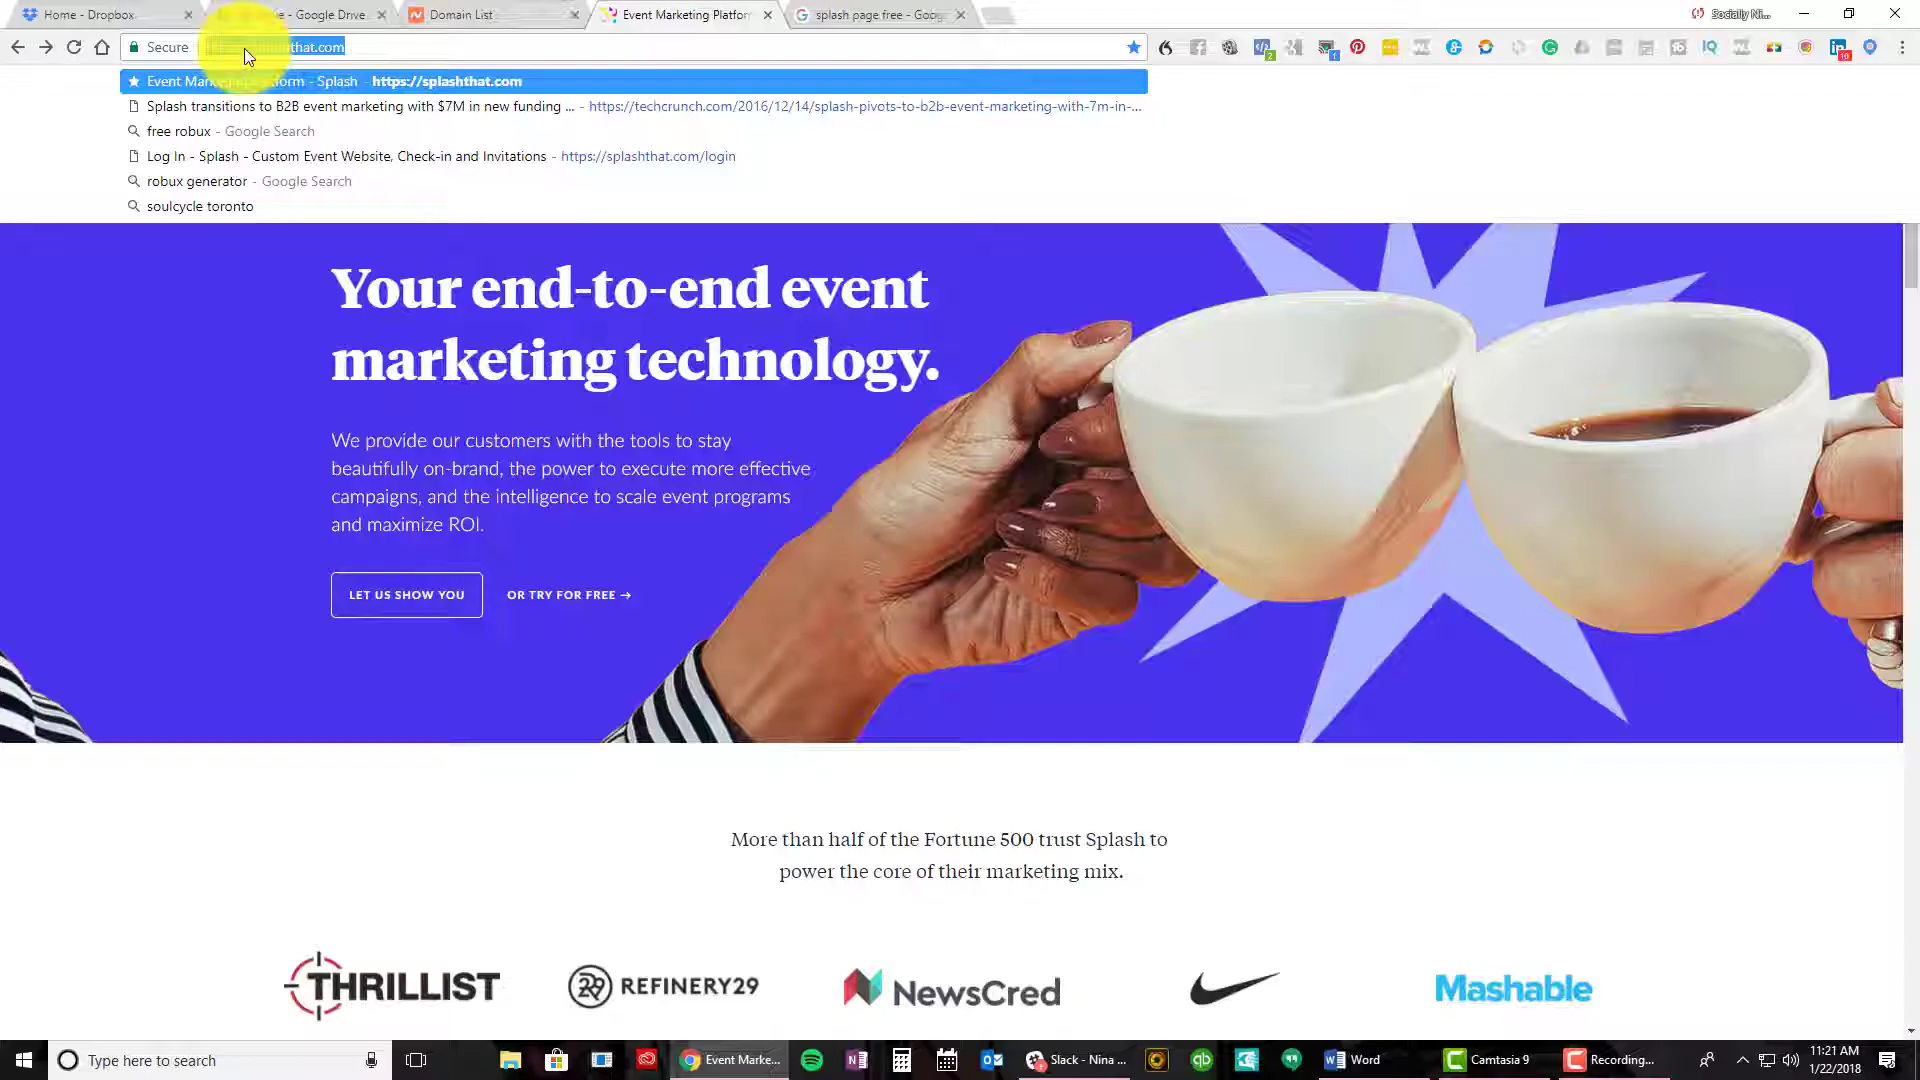 Home - Dropbox
- Google Drive
Domain List
Event Marketing Platfor
splash page free - Goog
Socially Ni...
Secure
that.com
Event Mar
form - Splash - https://splashthat.com
Splash transitions to B2B event marketing with $7M in new funding ... - https://techcrunch.com/2016/12/14/splash-pivots-to-b2b-event-marketing-with-7m-in-...
free robux - Google Search
Log In - Splash - Custom Event Website, Check-in and Invitations - https://splashthat.com/login
robux generator - Google Search
soulcycle toronto
Your end-to-end event
marketing technology.
We provide our customers with the tools to stay
beautifully on-brand, the power to execute more effective
campaigns, and the intelligence to scale event programs
and maximize ROI.
LET US SHOW YOU
OR TRY FOR FREE →
More than half of the Fortune 500 trust Splash to
power the core of their marketing mix.
THRILLIST
R29 REFINERY29
NewsCred
Mashable
Type here to search
Event Marke...
Slack - Nina ...
Word
Camtasia 9
Recording...
11:21 AM
1/22/2018